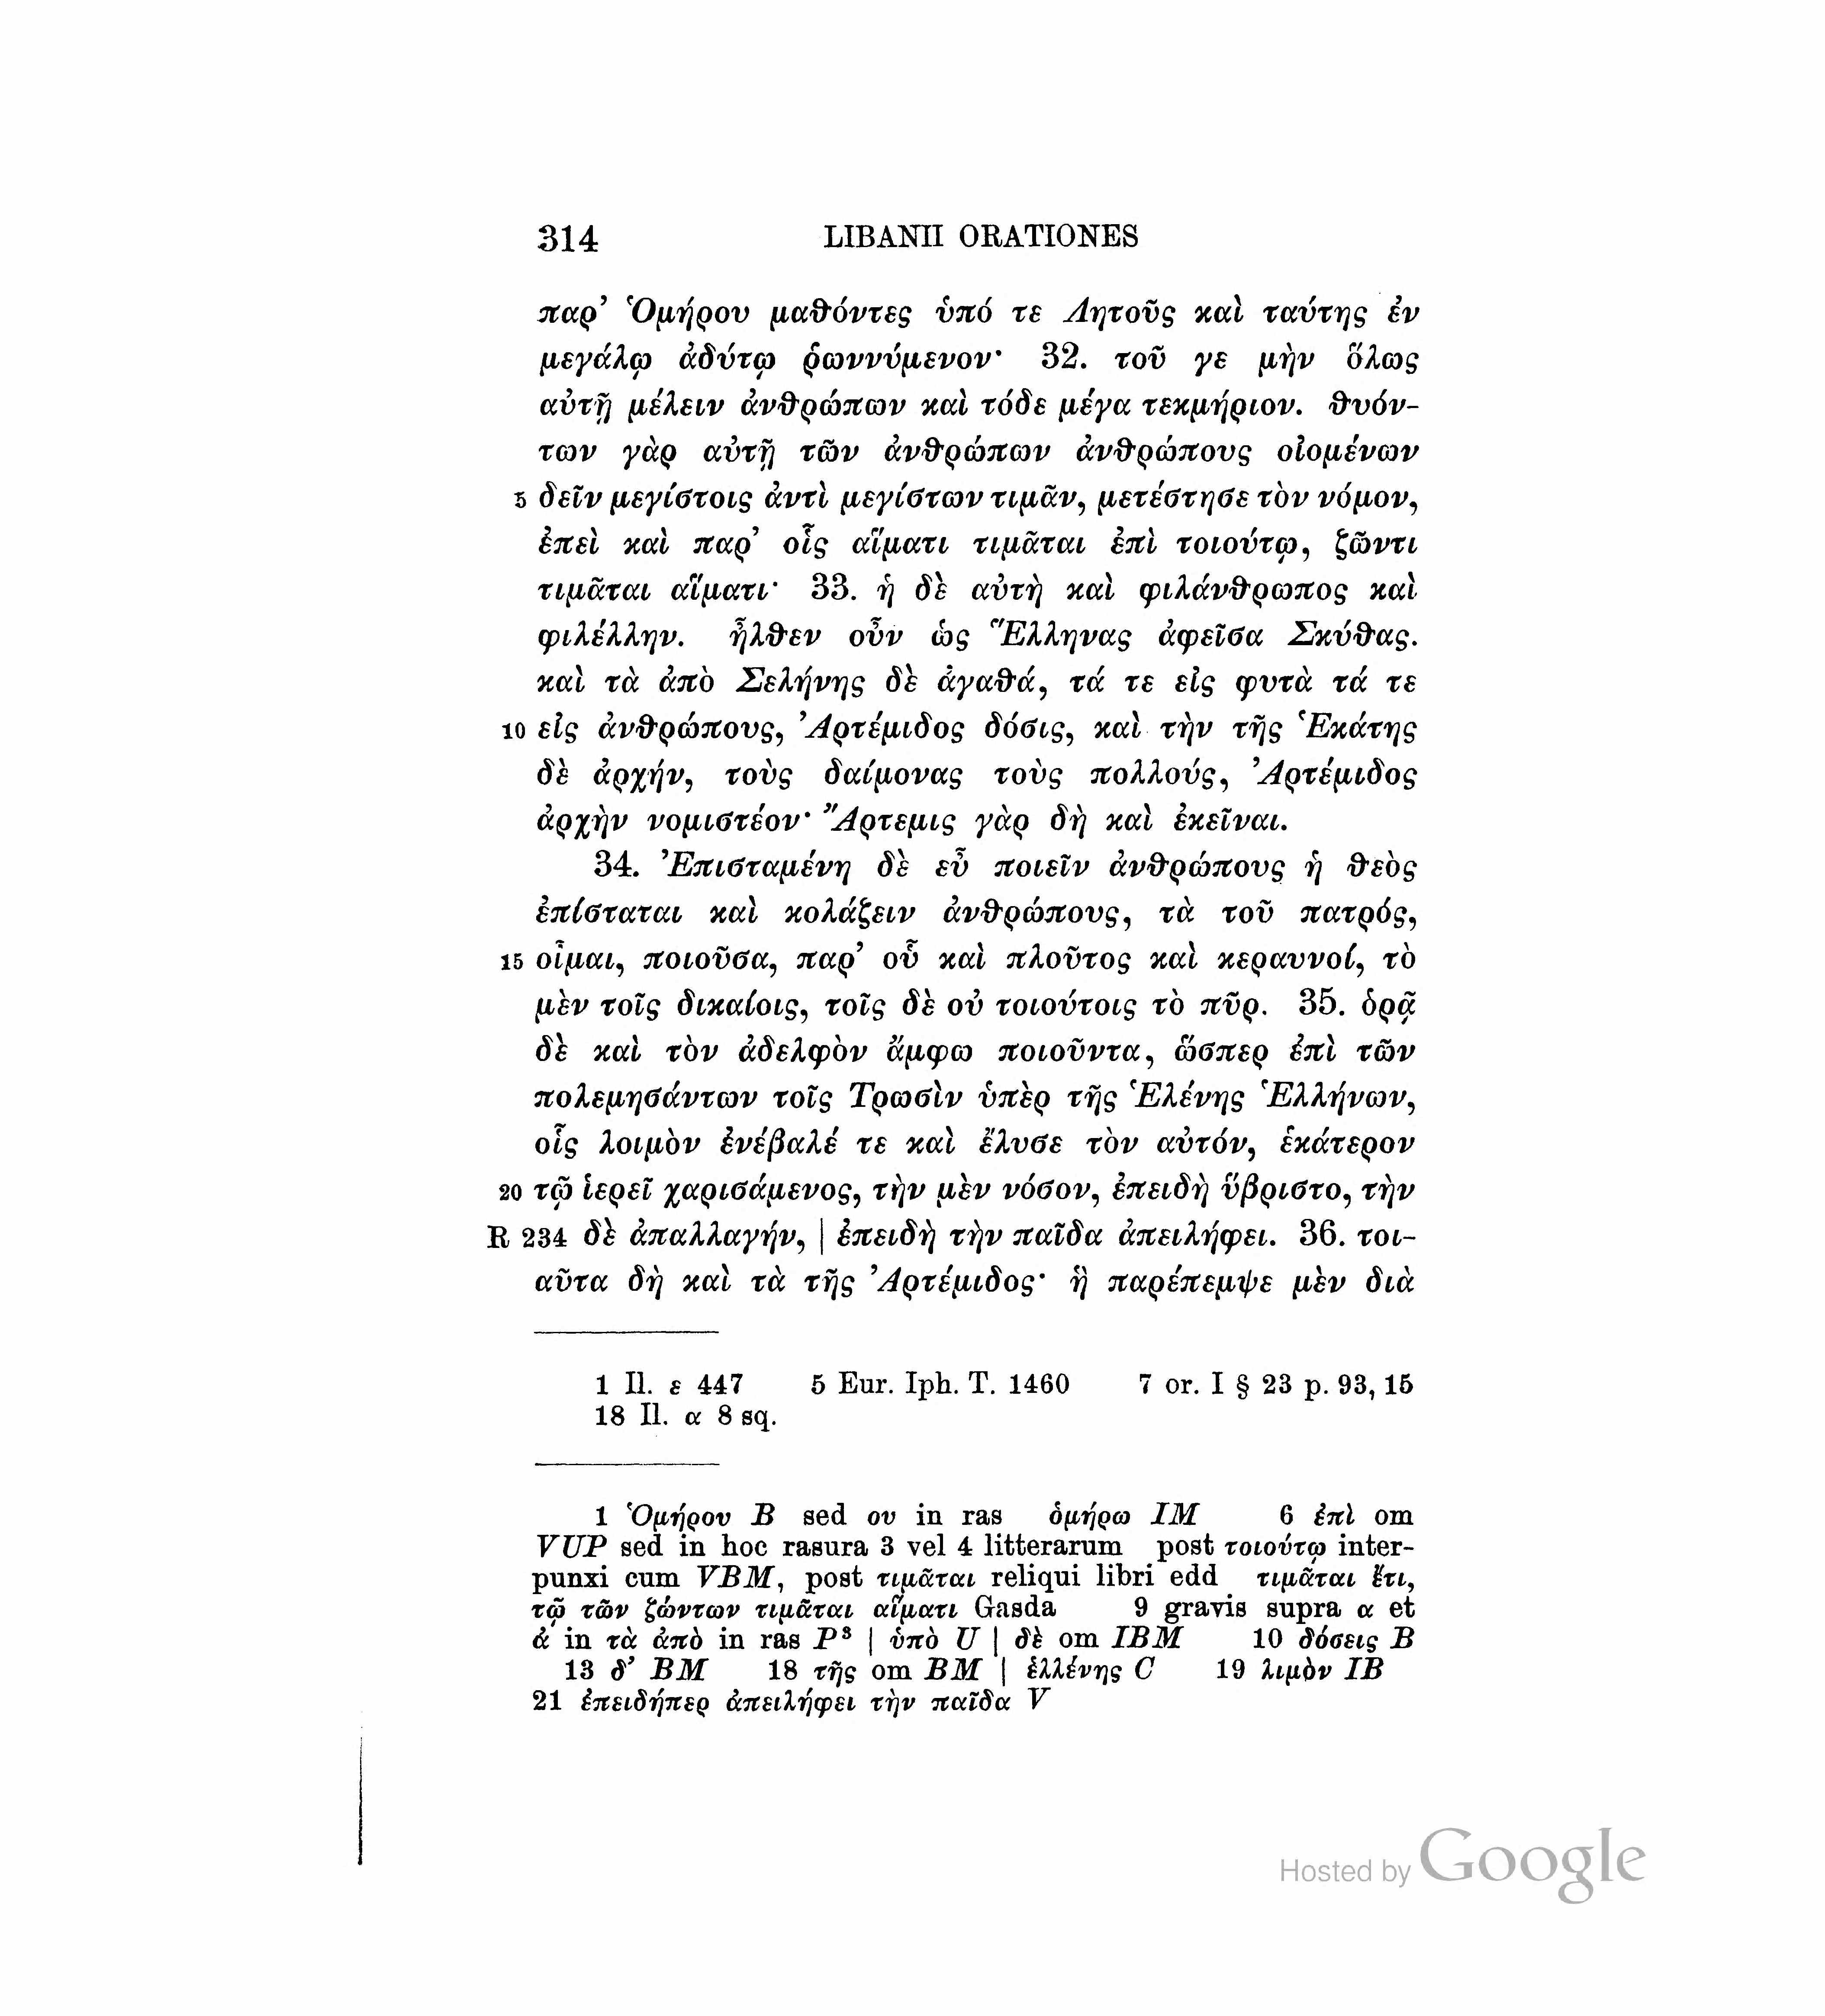 314 LIBANII ORATIONES
παρ’ Ὁμήρου μαθόντες ὑπό τε Λητοῦς καὶ ταύτης ἐν
μεγάλῳ ἀδύτῳ ῥωννύμενον· 32. τοῦ γε μὴν ὅλως
αὐτῇ μέλειν ἀνθρώπων καὶ τόδε μέγα τεκμήριον. θυόν-
των γὰρ αὐτῇ τῶν ἀνθρώπων ἀνθρώπους οἰομένων
5 δεῖν μεγίστοις ἀντὶ μεγίστων τιμᾶν, μετέστησε τὸν νόμον,
ἐπεὶ καὶ παρ’ οἷς αἵματι τιμᾶται ἐπὶ τοιούτῳ, ζῶντι
τιμᾶται αἵματι· 33. ἡ δὲ αὐτὴ καὶ φιλάνθρωπος καὶ
φιλέλλην. ἦλθεν οὖν ὡς Ἕλληνας ἀφεῖσα Σκύθας.
καὶ τὰ ἀπὸ Σελήνης δὲ ἀγαθά, τά τε εἰς φυτὰ τά τε
10 εἰς ἀνθρώπους, Ἀρτέμιδος δόσις, καὶ τὴν τῆς Ἑκάτης
δὲ ἀρχήν, τοὺς δαίμονας τοὺς πολλούς, Ἀρτέμιδος
ἀρχὴν νομιστέον· Ἄρτεμις γὰρ δὴ καὶ ἐκεῖναι.
34. Ἐπισταμένη δὲ εὖ ποιεῖν ἀνθρώπους ἡ θεὸς
ἐπίσταται καὶ κολάζειν ἀνθρώπους, τὰ τοῦ πατρός,
15 οἶμαι, ποιοῦσα, παρ’ οὗ καὶ πλοῦτος καὶ κεραυνοί, τὸ
μὲν τοῖς δικαίοις, τοῖς δὲ οὐ τοιούτοις τὸ πῦρ. 35. ὁρᾷ
δὲ καὶ τὸν ἀδελφὸν ἄμφω ποιοῦντα, ὥσπερ ἐπὶ τῶν
πολεμησάντων τοῖς Τρωσὶν ὑπὲρ τῆς Ἑλένης Ἑλλήνων,
οἷς λοιμὸν ἐνέβαλέ τε καὶ ἔλυσε τὸν αὐτόν, ἑκάτερον
20 τῷ ἱερεῖ χαρισάμενος, τὴν μὲν νόσον, ἐπειδὴ ὕβριστο, τὴν
R 234 δὲ ἀπαλλαγήν, | ἐπειδὴ τὴν παῖδα ἀπειλήφει. 36. τοι-
αῦτα δὴ καὶ τὰ τῆς Ἀρτέμιδος· ἣ παρέπεμψε μὲν διὰ
1 Il. ε 447 5 Eur. Iph. T. 1460 7 or. I § 23 p. 93, 15
18 Il. α 8 sq.
1 Ὁμήρου B sed ου in ras ὁμήρω IM 6 ἐπὶ om
VUP sed in hoc rasura 3 vel 4 litterarum post τοιούτῳ inter-
punxi cum VBM, post τιμᾶται reliqui libri edd τιμᾶται ἔτι,
τῷ τῶν ζώντων τιμᾶται αἵματι Gasda 9 gravis supra α et
ἀ in τὰ ἀπὸ in ras P³ | ὑπὸ U | δὲ om IBM 10 δόσεις B
13 δ’ BM 18 τῆς om BM | ἑλλένης C 19 λιμὸν IB
21 ἐπειδήπερ ἀπειλήφει τὴν παῖδα V
Hosted by Google